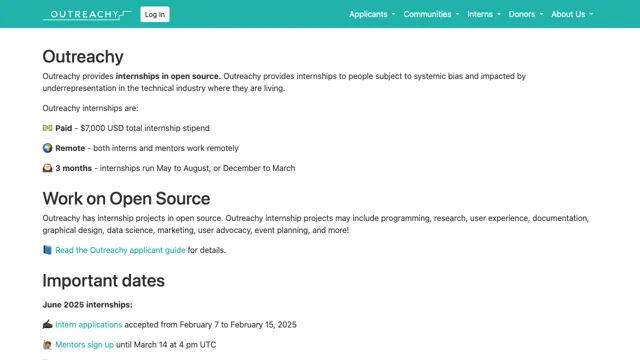 OUTREACHY
Log In
Applicants
Communities
Interns
Donors
About Us
Outreachy
Outreachy provides internships in open source. Outreachy provides internships to people subject to systemic bias and impacted by
underrepresentation in the technical industry where they are living.
Outreachy internships are:
Paid - $7,000 USD total internship stipend
Remote - both interns and mentors work remotely
3 months - internships run May to August, or December to March
Work on Open Source
Outreachy has internship projects in open source. Outreachy internship projects may include programming, research, user experience, documentation,
graphical design, data science, marketing, user advocacy, event planning, and more!
Read the Outreachy applicant guide for details.
Important dates
June 2025 internships:
Intern applications accepted from February 7 to February 15, 2025
Mentors sign up until March 14 at 4 pm UTC